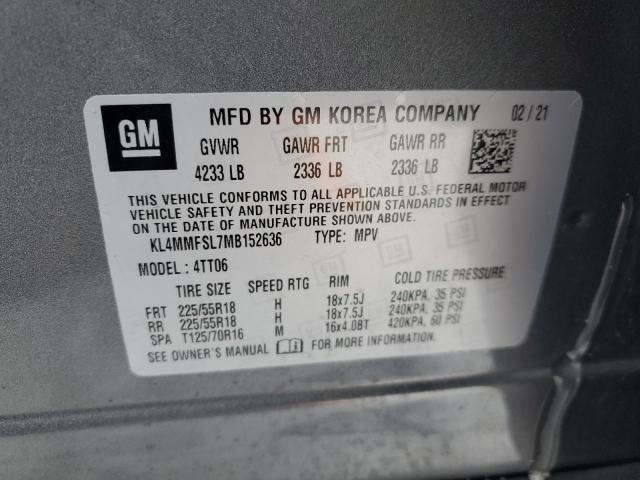 GM
MFD BY GM KOREA COMPANY 02/21
GVWR GAWR FRT GAWR RR
4233 LB 2336 LB 2336 LB
THIS VEHICLE CONFORMS TO ALL APPLICABLE U.S. FEDERAL MOTOR
VEHICLE SAFETY AND THEFT PREVENTION STANDARDS IN EFFECT
ON THE DATE OF MANUFACTURE SHOWN ABOVE.
KL4MMFSL7MB152636 TYPE: MPV
MODEL: 4TT06
TIRE SIZE SPEED RTG RIM COLD TIRE PRESSURE
FRT 225/55R18 H 18x7.5J 240KPA, 35 PSI
RR 225/55R18 H 18x7.5J 240KPA, 35 PSI
SPA T125/70R16 M 16x4.0BT 420KPA, 60 PSI
SEE OWNER'S MANUAL FOR MORE INFORMATION.